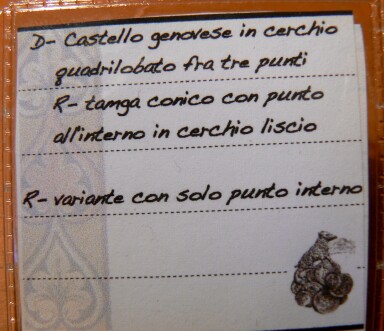 D- Castello genovese in cerchio
quadrilobato fra tre punti
R- tamga conico con punto
all'interno in cerchio liscio
R- variante con solo punto interno